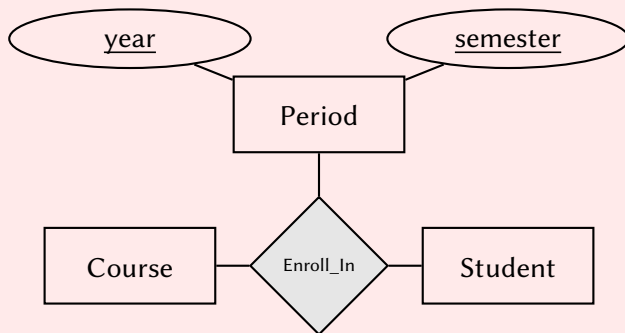 year
semester
Period
Course
Enroll_In
Student